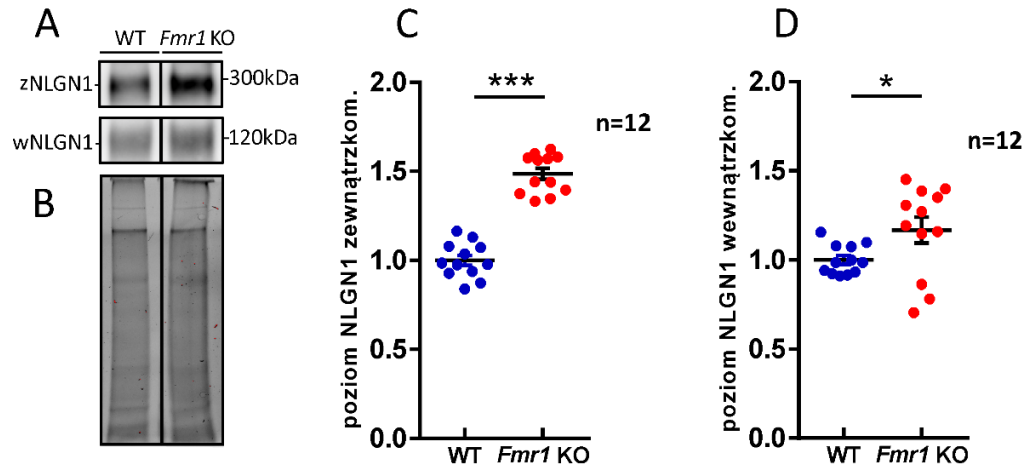 A
WT Fmr1 KO
zNLGN1
-300kDa
wNLGN1
-120kDa
B
C
***
n=12
poziom NLGN1 zewnątrzkom.
2.0
1.5
1.0
0.5
0.0
WT Fmr1 KO
D
*
n=12
poziom NLGN1 wewnątrzkom.
2.0
1.5
1.0
0.5
0.0
WT Fmr1 KO